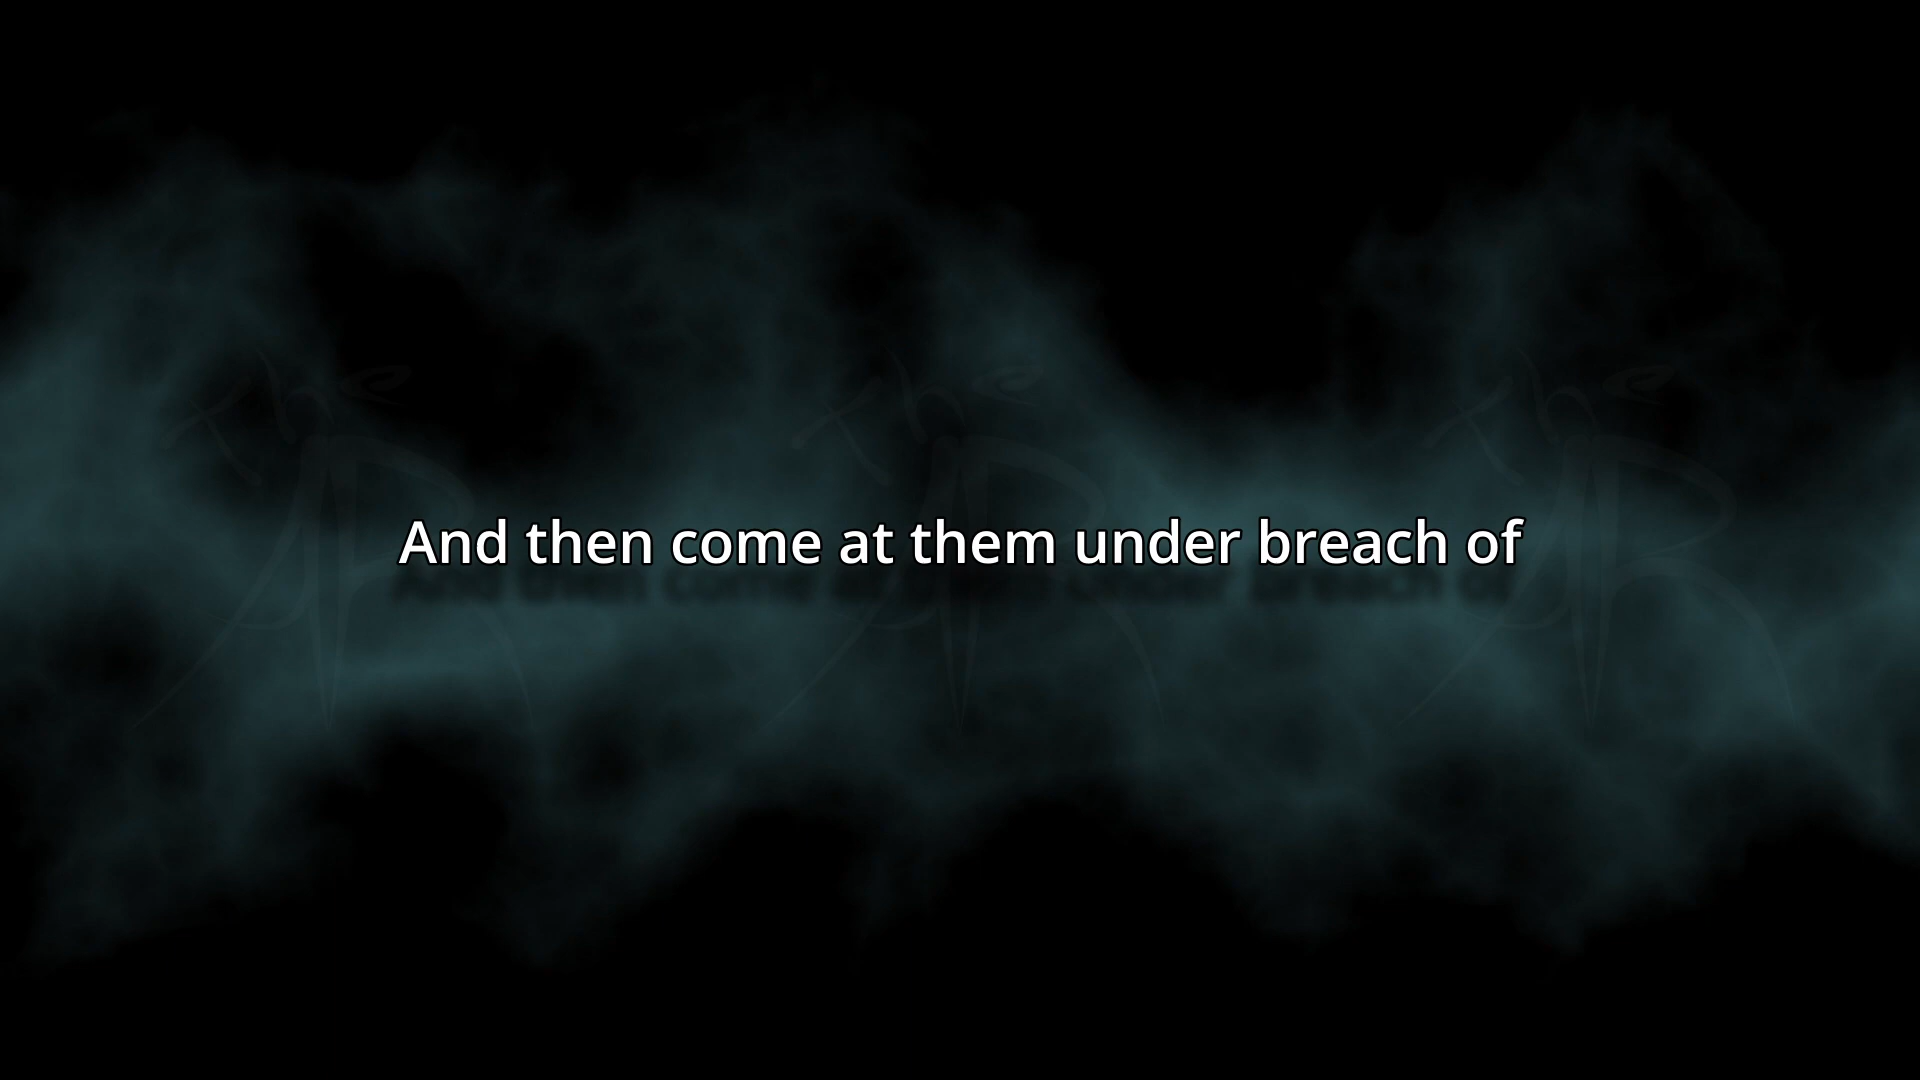 And then come at them under breach of